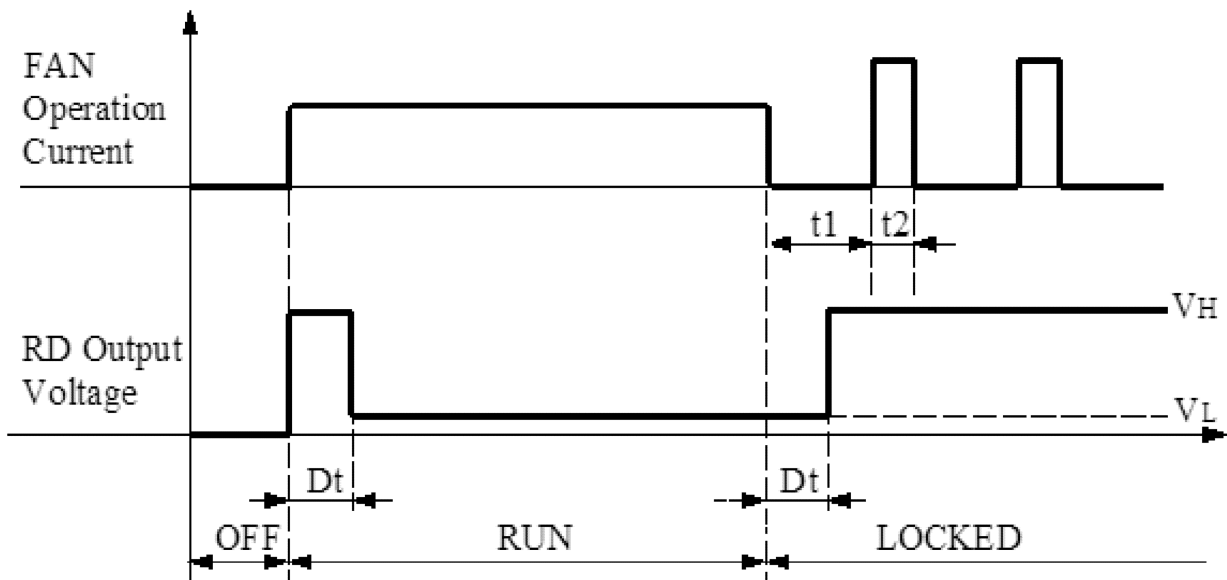 FAN
Operation
Current
t1
t2
VH
RD Output
Voltage
VL
Dt
Dt
OFF
RUN
LOCKED